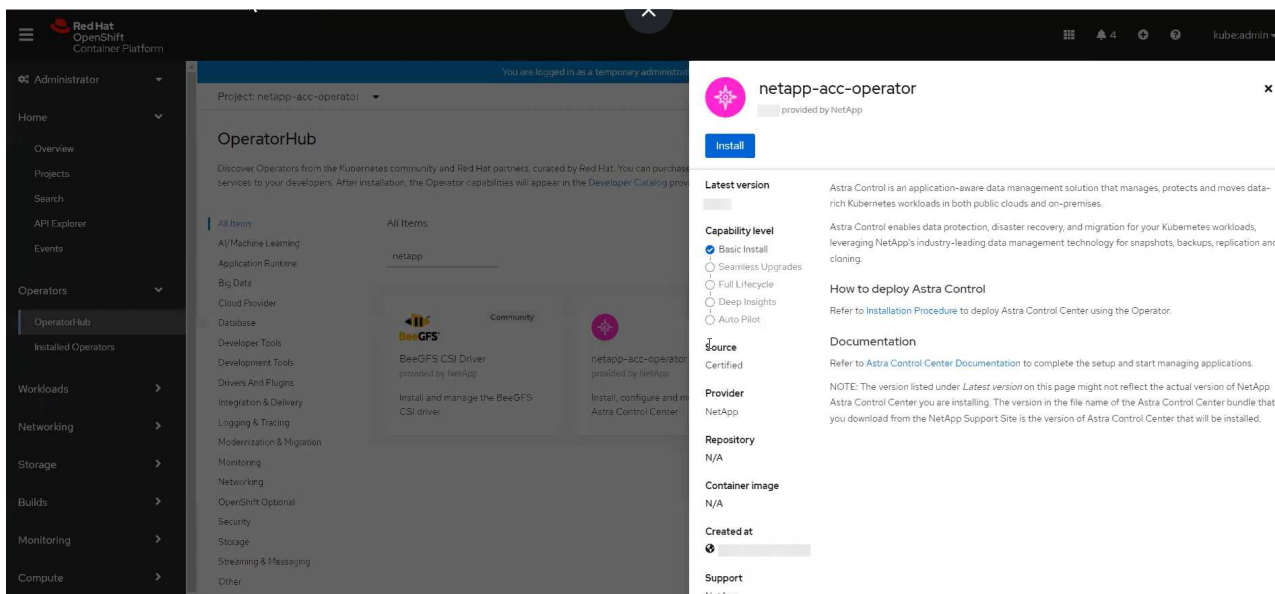 Red Hat
OpenShift
Container Platform
4
kube:admin
Administrator
Home
Overview
Projects
Search
API Explorer
Events
Operators
OperatorHub
Installed Operators
Workloads
Networking
Storage
Builds
Monitoring
Compute
You are logged in as a temporary administrat
Project: netapp-acc-operator
OperatorHub
Discover Operators from the Kubernetes community and Red Hat partners, curated by Red Hat. You can purchase
services to your developers. After installation, the Operator capabilities will appear in the Developer Catalog prov
All Items
AI/Machine Learning
Application Runtime
Big Data
Cloud Provider
Database
Developer Tools
Development Tools
Drivers And Plugins
Integration & Delivery
Logging & Tracing
Modernization & Migration
Monitoring
Networking
OpenShift Optional
Security
Storage
Streaming & Messaging
Other
All Items
netapp
Community
BeeGFS
BeeGFS CSI Driver
provided by NetApp
Install and manage the BeeGFS
CSI driver
netapp-acc-operator
provided by NetApp
Install, configure and m
Astra Control Center
netapp-acc-operator
provided by NetApp
Install
Latest version
Capability level
Basic Install
Seamless Upgrades
Full Lifecycle
Deep Insights
Auto Pilot
Source
Certified
Provider
NetApp
Repository
N/A
Container image
N/A
Created at
Support
Astra Control is an application-aware data management solution that manages, protects and moves data-
rich Kubernetes workloads in both public clouds and on-premises.
Astra Control enables data protection, disaster recovery, and migration for your Kubernetes workloads,
leveraging NetApp's industry-leading data management technology for snapshots, backups, replication and
cloning.
How to deploy Astra Control
Refer to Installation Procedure to deploy Astra Control Center using the Operator.
Documentation
Refer to Astra Control Center Documentation to complete the setup and start managing applications.
NOTE: The version listed under Latest version on this page might not reflect the actual version of NetApp
Astra Control Center you are installing. The version in the file name of the Astra Control Center bundle that
you download from the NetApp Support Site is the version of Astra Control Center that will be installed.